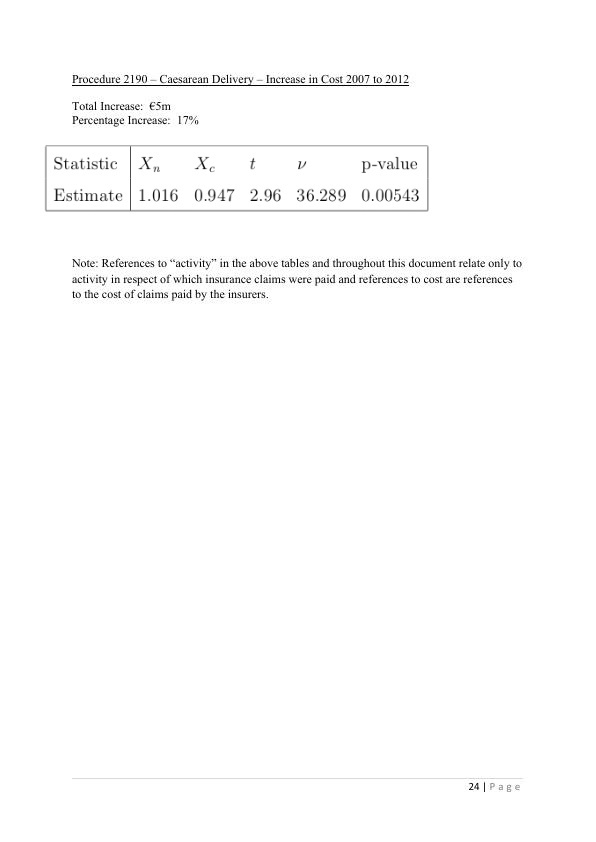 Procedure 2190 – Caesarean Delivery – Increase in Cost 2007 to 2012
Total Increase: €5m
Percentage Increase: 17%
Statistic Xn Xc t ν p-value
Estimate 1.016 0.947 2.96 36.289 0.00543
Note: References to “activity” in the above tables and throughout this document relate only to
activity in respect of which insurance claims were paid and references to cost are references
to the cost of claims paid by the insurers.
24 | Page